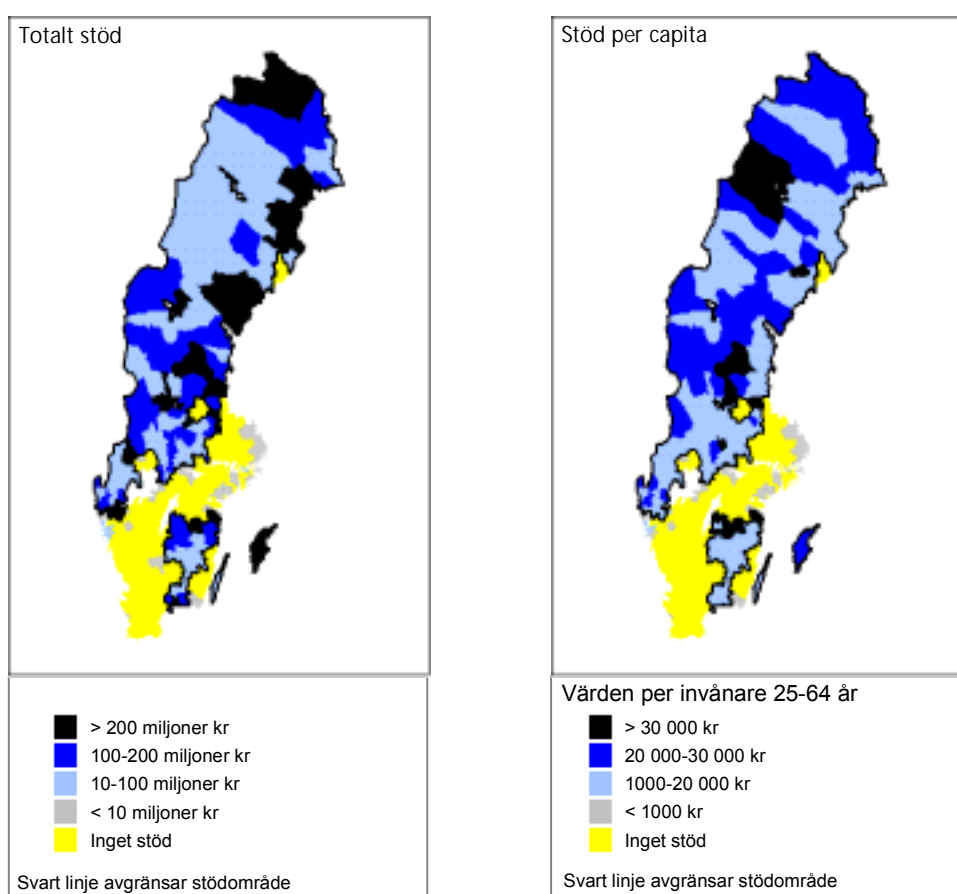 Totalt stöd
> 200 miljoner kr
100-200 miljoner kr
10-100 miljoner kr
< 10 miljoner kr
Inget stöd
Svart linje avgränsar stödområde
Stöd per capita
Värden per invånare 25-64 år
> 30 000 kr
20 000-30 000 kr
1000-20 000 kr
< 1000 kr
Inget stöd
Svart linje avgränsar stödområde